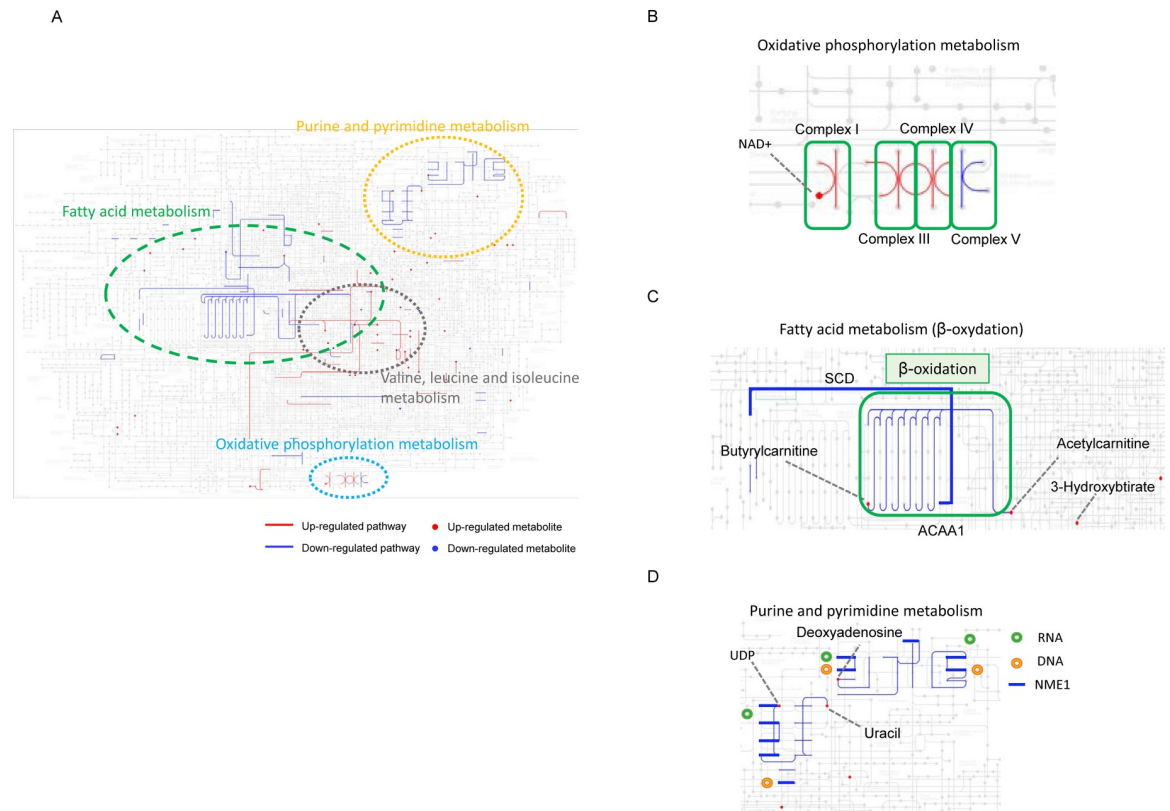 A
Purine and pyrimidine metabolism
Fatty acid metabolism
Valine, leucine and isoleucine
metabolism
Oxidative phosphorylation metabolism
Up-regulated pathway
Up-regulated metabolite
Down-regulated pathway
Down-regulated metabolite
B
Oxidative phosphorylation metabolism
Complex I
Complex IV
NAD+
Complex III
Complex V
C
Fatty acid metabolism (β-oxydation)
β-oxidation
SCD
Butyrylcarnitine
Acetylcarnitine
3-Hydroxybtirate
ACAA1
D
Purine and pyrimidine metabolism
Deoxyadenosine
UDP
Uracil
RNA
DNA
NME1